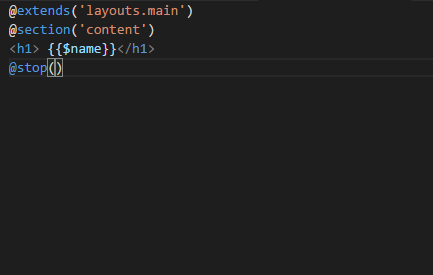 @extends('layouts.main')
@section('content')
<h1> {{$name}}</h1>
@stop()